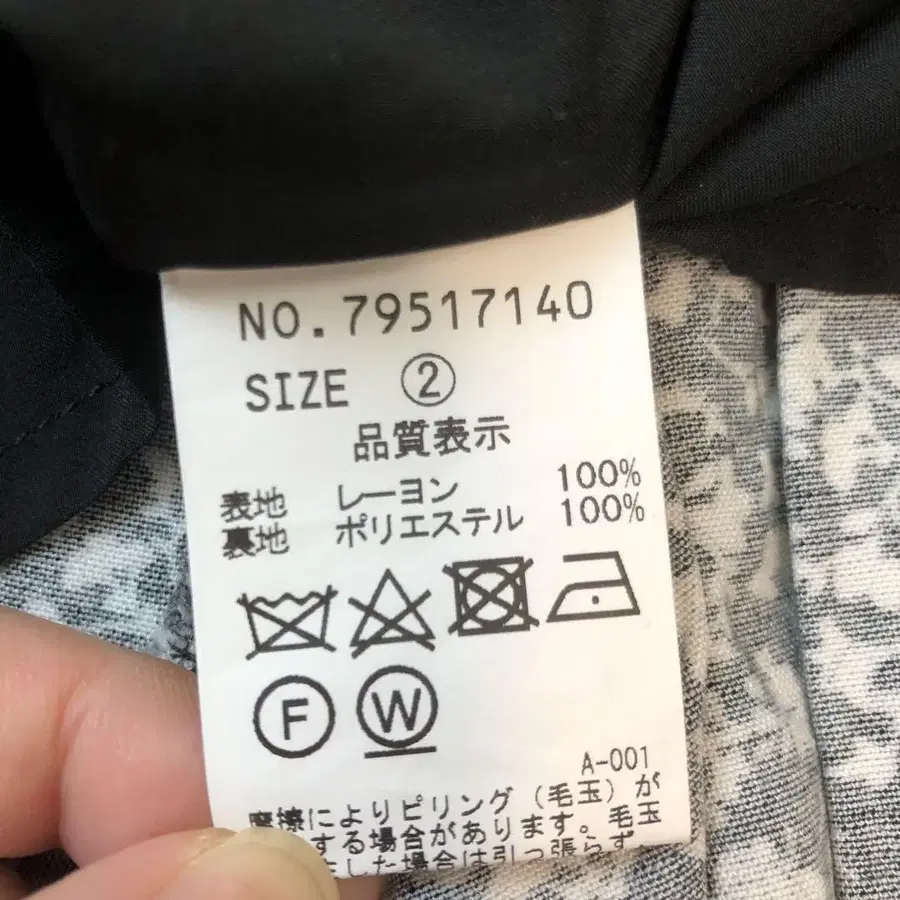 NO.79517140
SIZE ②
品質表示
表地 レーヨン 100%
裏地 ポリエステル 100%
F W
A-001
摩擦によりピリング(毛玉)が
する場合があります。毛玉
した場合は引っ張らず、